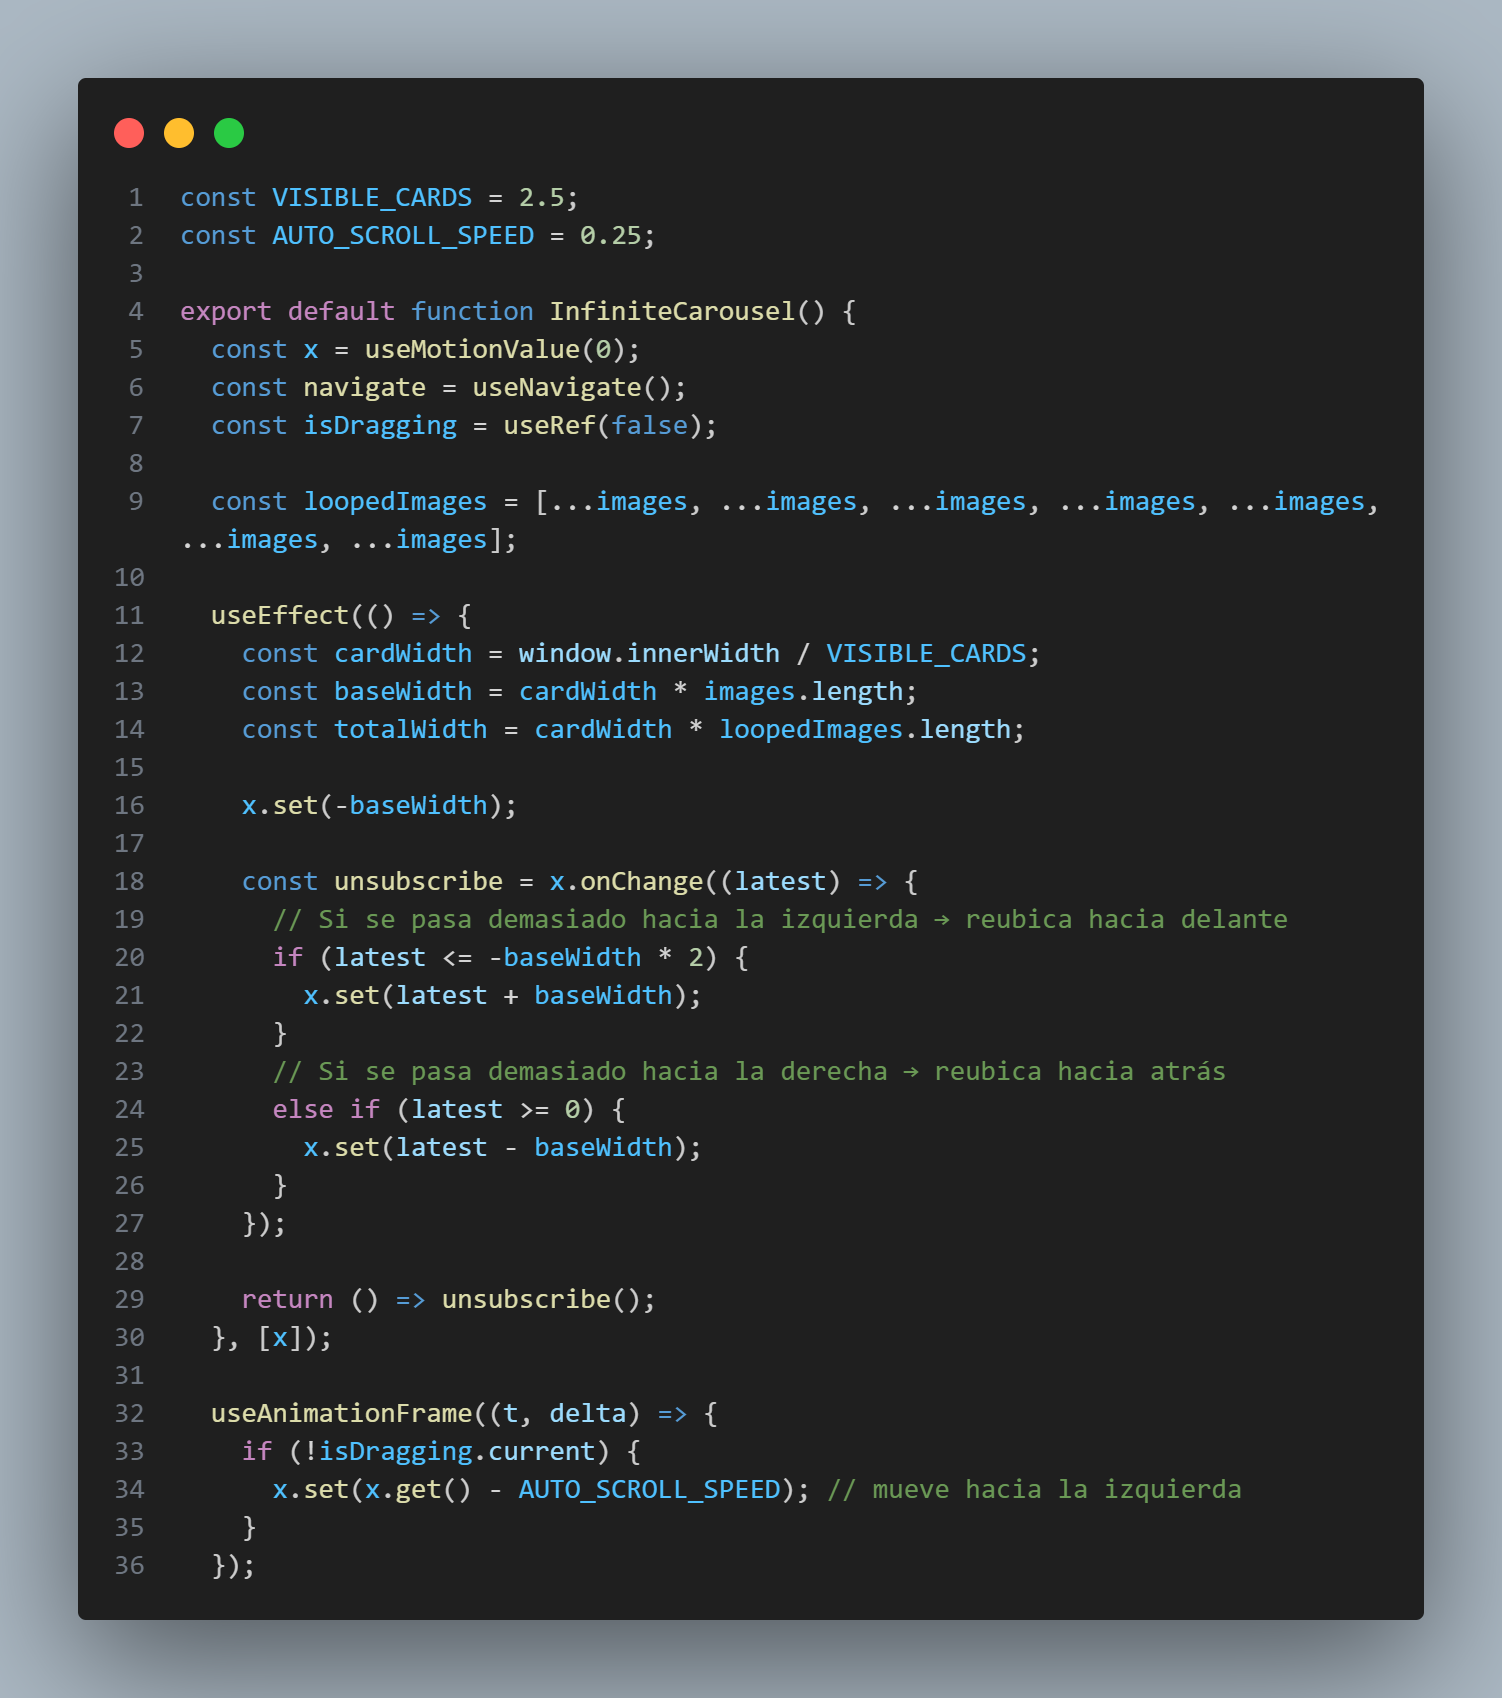 1 const VISIBLE_CARDS = 2.5;
2 const AUTO_SCROLL_SPEED = 0.25;
3
4 export default function InfiniteCarousel() {
5   const x = useMotionValue(0);
6   const navigate = useNavigate();
7   const isDragging = useRef(false);
8
9   const loopedImages = [...images, ...images, ...images, ...images, ...images,
...images, ...images];
10
11   useEffect(() => {
12     const cardWidth = window.innerWidth / VISIBLE_CARDS;
13     const baseWidth = cardWidth * images.length;
14     const totalWidth = cardWidth * loopedImages.length;
15
16     x.set(-baseWidth);
17
18     const unsubscribe = x.onChange((latest) => {
19       // Si se pasa demasiado hacia la izquierda → reubica hacia delante
20       if (latest <= -baseWidth * 2) {
21         x.set(latest + baseWidth);
22       }
23       // Si se pasa demasiado hacia la derecha → reubica hacia atrás
24       else if (latest >= 0) {
25         x.set(latest - baseWidth);
26       }
27     });
28
29     return () => unsubscribe();
30   }, [x]);
31
32   useAnimationFrame((t, delta) => {
33     if (!isDragging.current) {
34       x.set(x.get() - AUTO_SCROLL_SPEED); // mueve hacia la izquierda
35     }
36   });